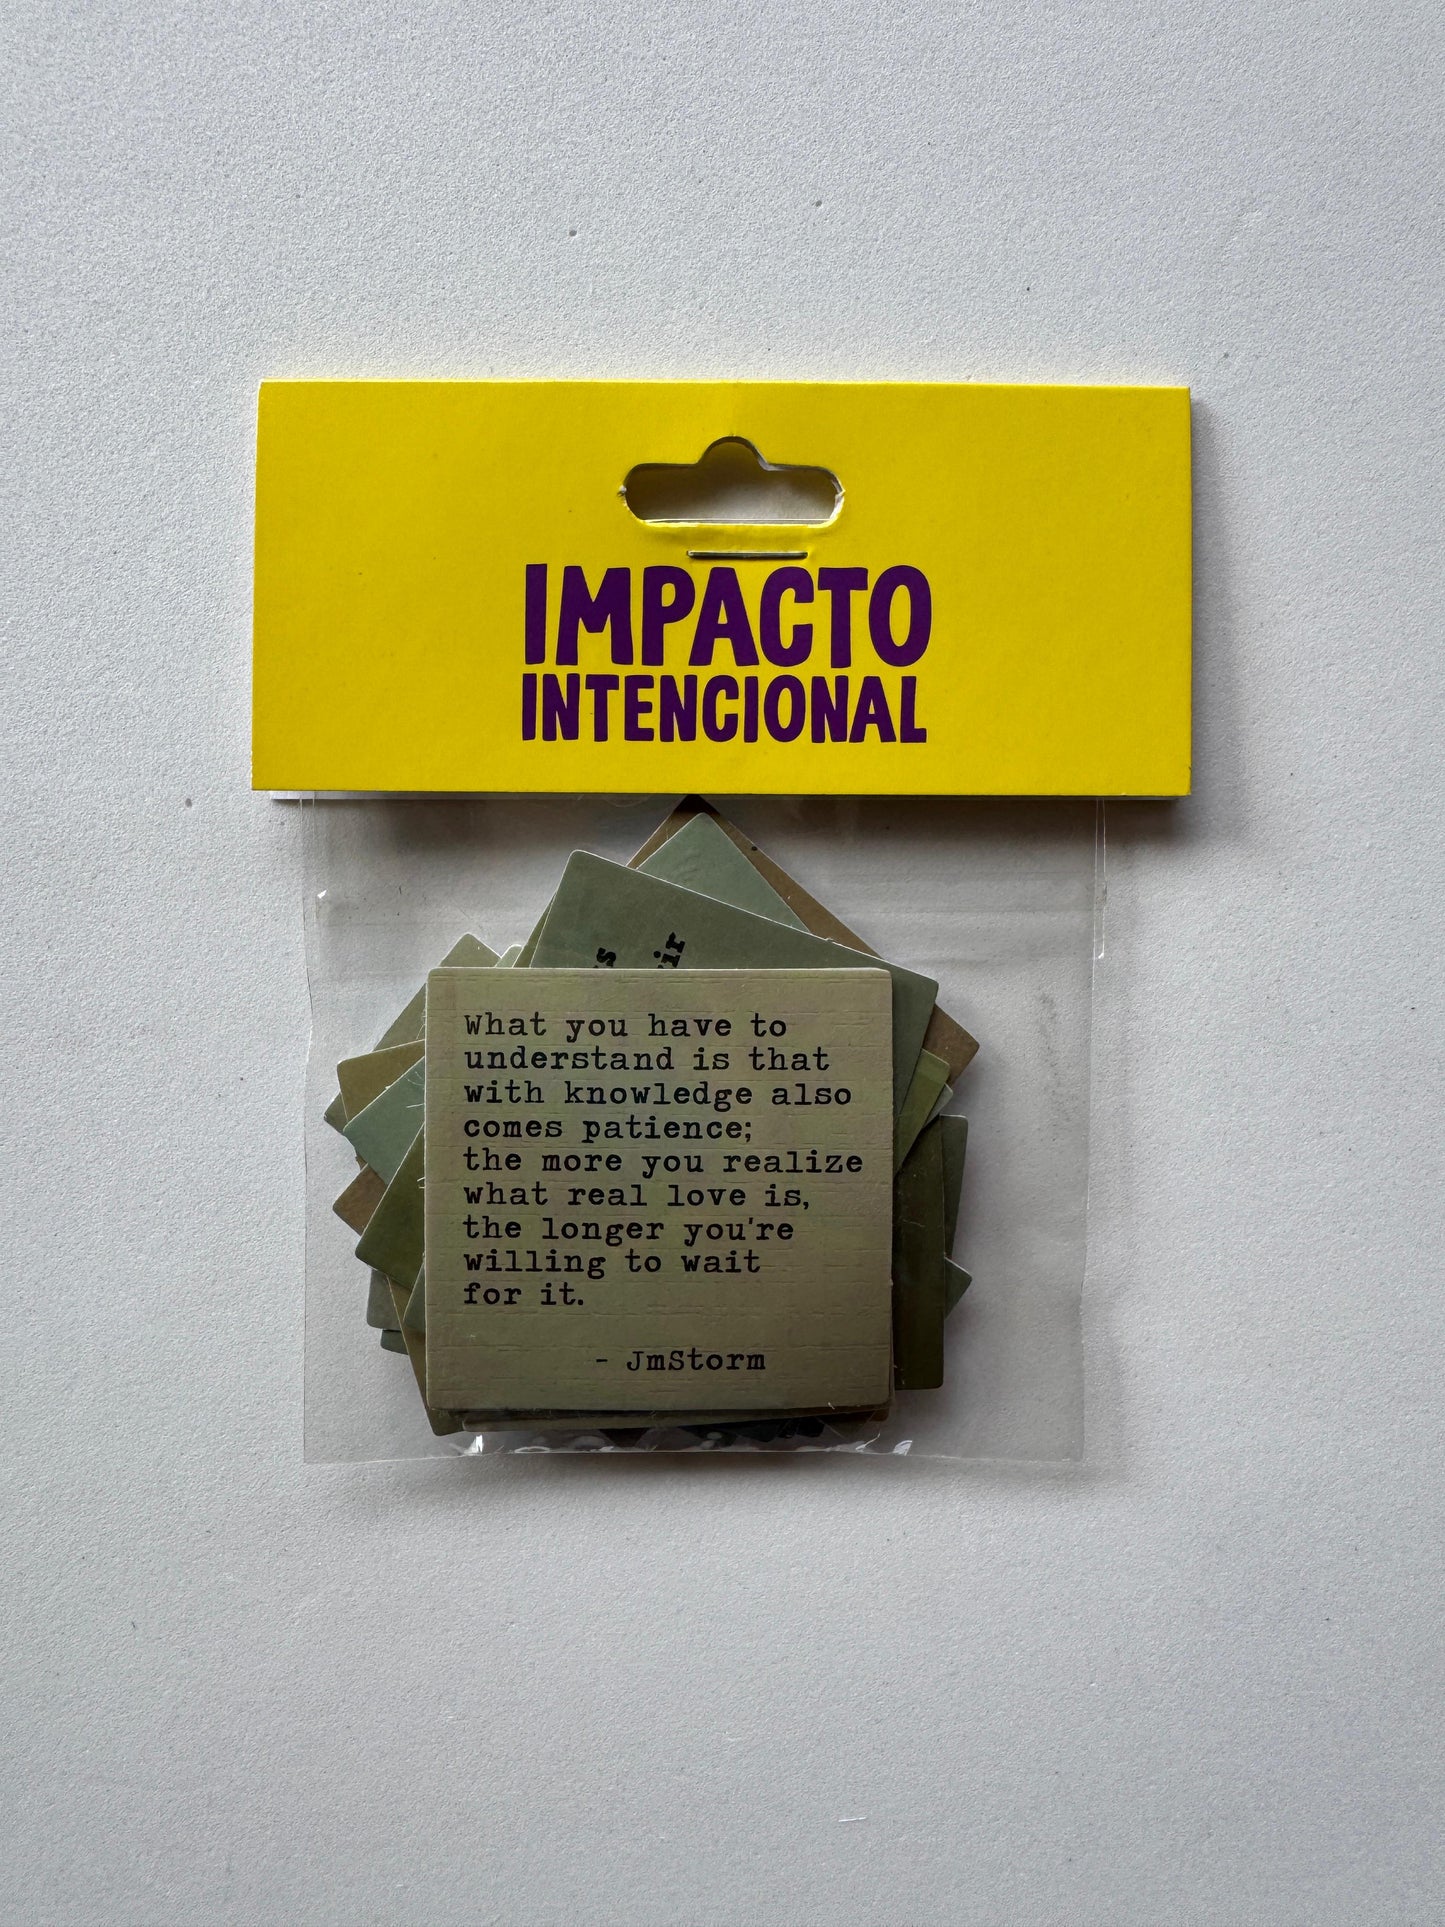 IMPACTO
INTENCIONAL
What you have to
understand is that
with knowledge also
comes patience;
the more you realize
what real love is,
the longer you're
willing to wait
for it.
- JmStorm